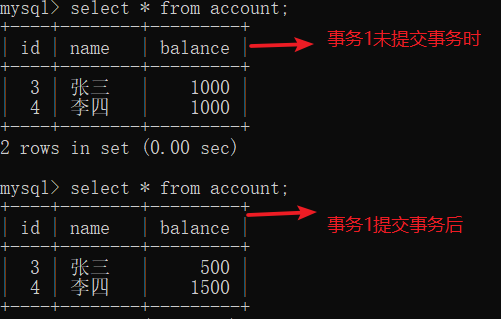 mysql> select * from account;
+----+--------+---------+
| id | name | balance |
事务1未提交事务时
+----+--------+---------+
| 3 | 张三 | 1000 |
| 4 | 李四 | 1000 |
+----+--------+---------+
2 rows in set (0.00 sec)
mysql> select * from account;
+----+--------+---------+
| id | name | balance |
事务1提交事务后
+----+--------+---------+
| 3 | 张三 | 500 |
| 4 | 李四 | 1500 |
+----+--------+---------+